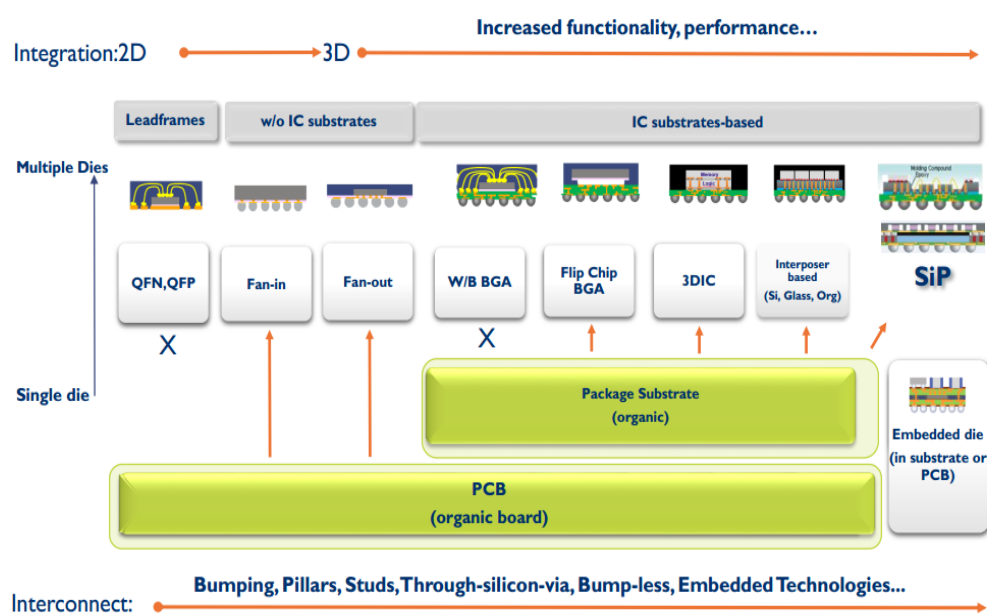 Increased functionality, performance...
Integration:2D
3D
Leadframes
w/o IC substrates
IC substrates-based
Multiple Dies
Memory
Logic
Molding Compound
Epoxy
QFN,QFP
Fan-in
Fan-out
W/B BGA
Flip Chip
BGA
3DIC
Interposer
based
(Si, Glass, Org)
SiP
X
X
Single die
Package Substrate
(organic)
Embedded die
(in substrate or
PCB)
PCB
(organic board)
Bumping, Pillars, Studs, Through-silicon-via, Bump-less, Embedded Technologies...
Interconnect: